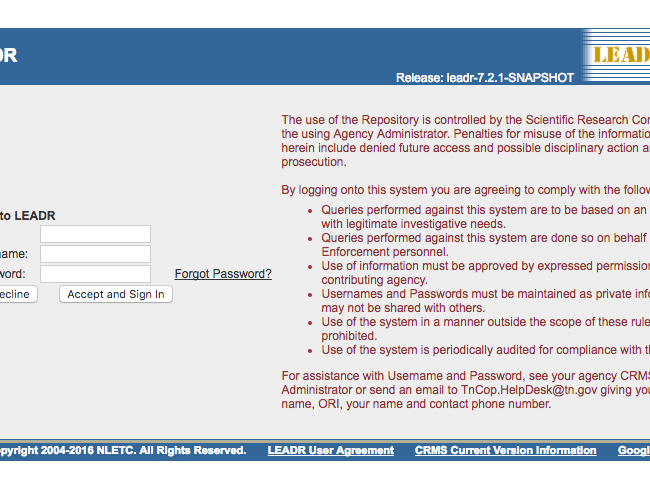 DR
LEAD
Release: leadr-7.2.1-SNAPSHOT
The use of the Repository is controlled by the Scientific Research Cor
the using Agency Administrator. Penalties for misuse of the informatio
herein include denied future access and possible disciplinary action a
prosecution.
By logging onto this system you are agreeing to comply with the follow
to LEADR
name:
word:
Forgot Password?
ecline
Accept and Sign In
• Queries performed against this system are to be based on an
with legitimate investigative needs.
• Queries performed against this system are done so on behalf
Enforcement personnel.
• Use of information must be approved by expressed permission
contributing agency.
• Usernames and Passwords must be maintained as private info
may not be shared with others.
• Use of the system in a manner outside the scope of these rule
prohibited.
• Use of the system is periodically audited for compliance with th
For assistance with Username and Password, see your agency CRMS
Administrator or send an email to TnCop.HelpDesk@tn.gov giving you
name, ORI, your name and contact phone number.
opyright 2004-2016 NLETC. All Rights Reserved.
LEADR User Agreement
CRMS Current Version Information
Googl